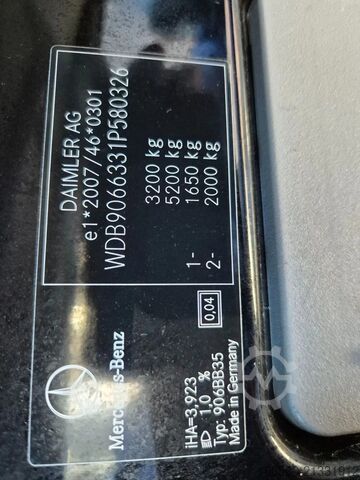 DAIMLER AG
e1*2007/46*0301
WDB9066331P580326
3200 kg
5200 kg
1- 1650 kg
2- 2000 kg
Mercedes-Benz
0,04
iHA=3,923
1,0 %
Typ: 906BB35
Made in Germany